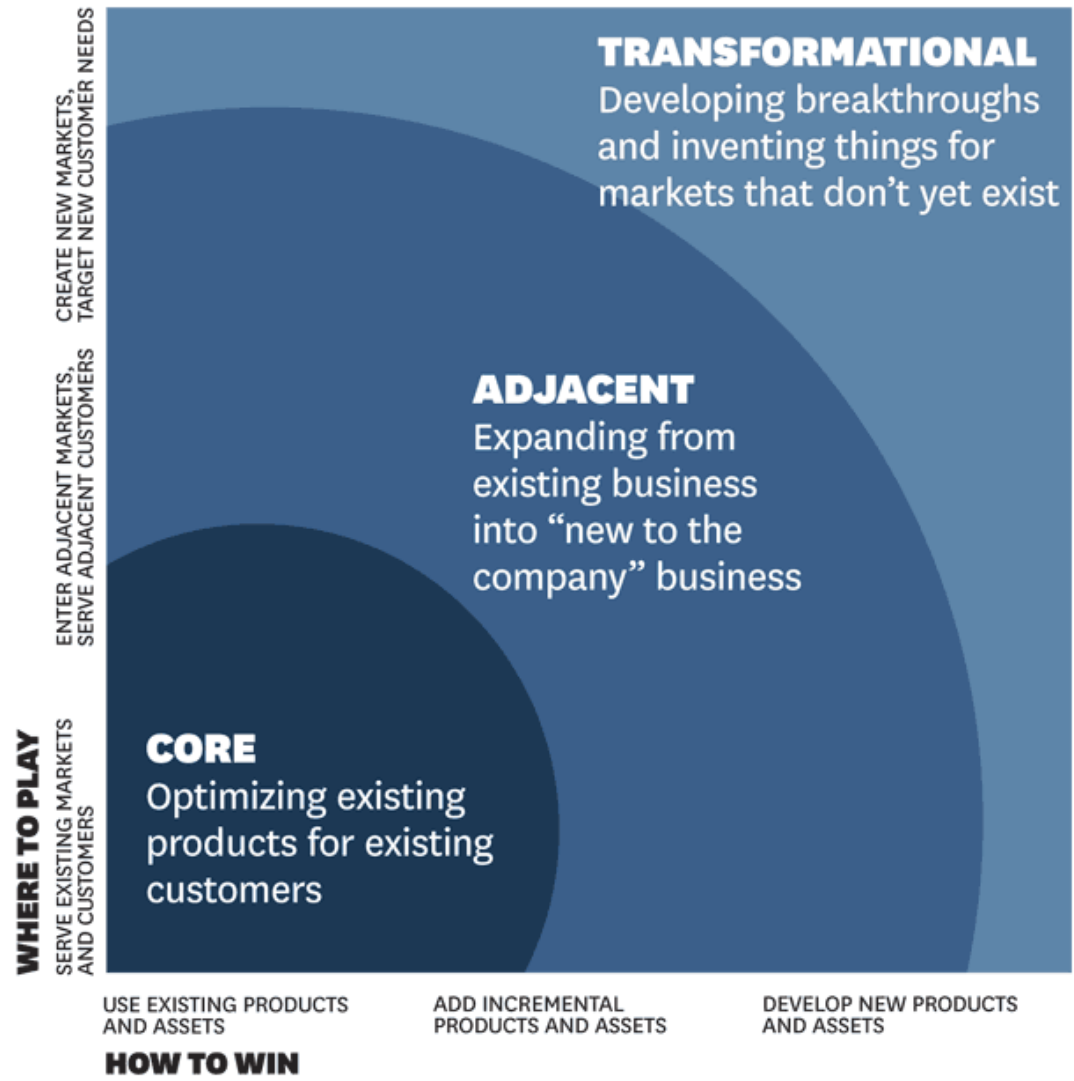 TRANSFORMATIONAL
Developing breakthroughs
and inventing things for
markets that don’t yet exist
CREATE NEW MARKETS,
TARGET NEW CUSTOMER NEEDS
ADJACENT
Expanding from
existing business
into “new to the
company” business
ENTER ADJACENT MARKETS,
SERVE ADJACENT CUSTOMERS
CORE
Optimizing existing
products for existing
customers
WHERE TO PLAY
SERVE EXISTING MARKETS
AND CUSTOMERS
USE EXISTING PRODUCTS
AND ASSETS
ADD INCREMENTAL
PRODUCTS AND ASSETS
DEVELOP NEW PRODUCTS
AND ASSETS
HOW TO WIN